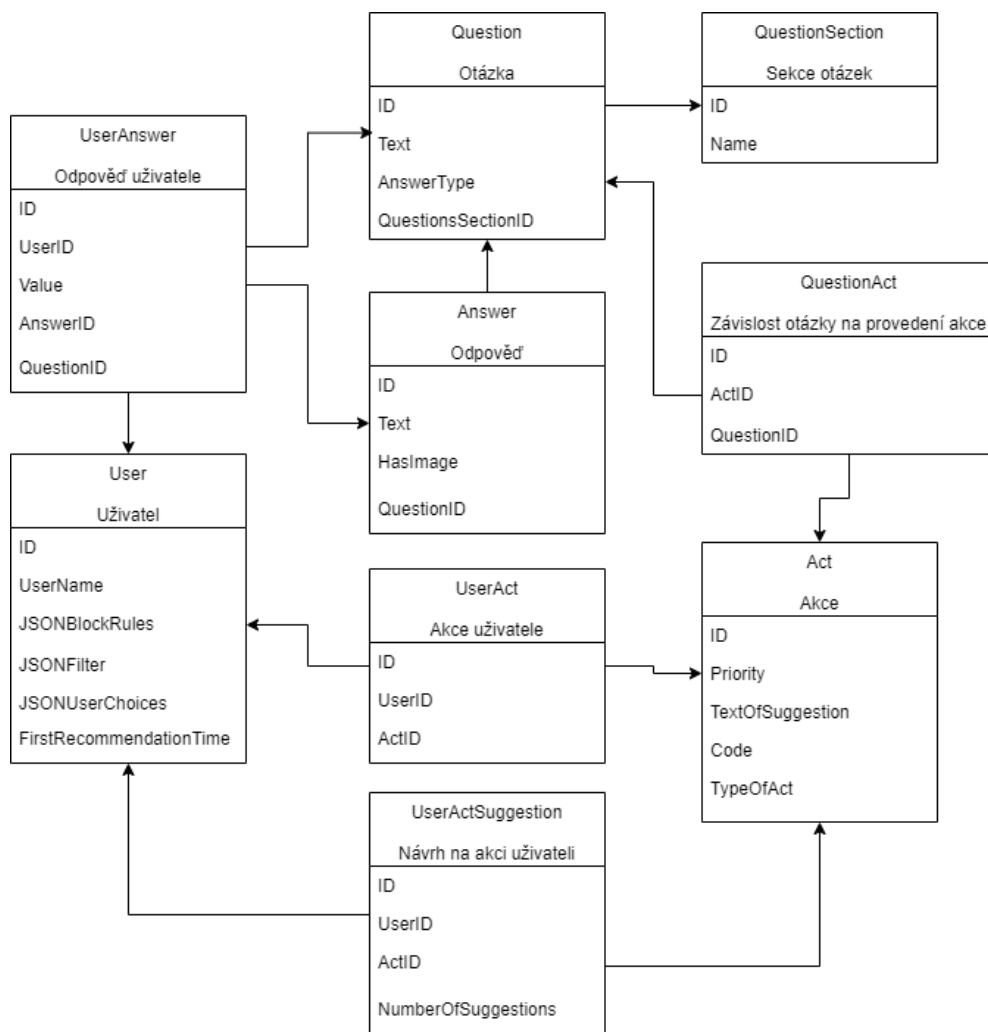 Question
Otázka
ID
Text
AnswerType
QuestionsSectionID
QuestionSection
Sekce otázek
ID
Name
UserAnswer
Odpověď uživatele
ID
UserID
Value
AnswerID
QuestionID
Answer
Odpověď
ID
Text
HasImage
QuestionID
QuestionAct
Závislost otázky na provedení akce
ID
ActID
QuestionID
User
Uživatel
ID
UserName
JSONBlockRules
JSONFilter
JSONUserChoices
FirstRecommendationTime
UserAct
Akce uživatele
ID
UserID
ActID
Act
Akce
ID
Priority
TextOfSuggestion
Code
TypeOfAct
UserActSuggestion
Návrh na akci uživateli
ID
UserID
ActID
NumberOfSuggestions